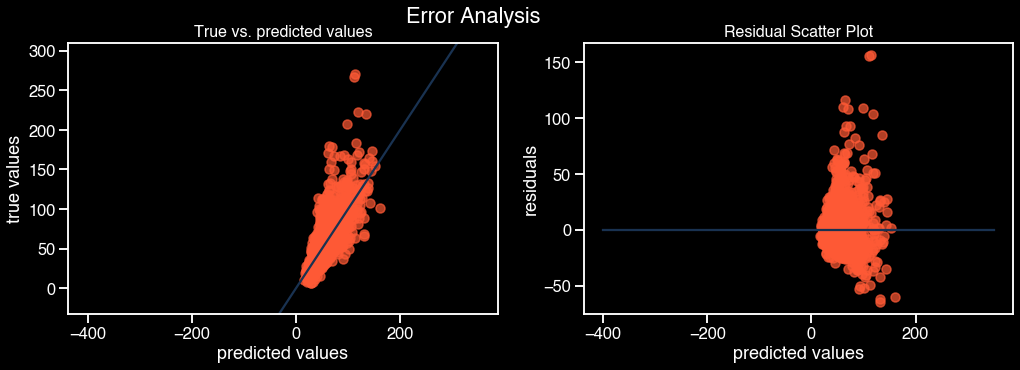 Error Analysis
True vs. predicted values
true values
300
250
200
150
100
50
0
−400 −200 0 200
predicted values
Residual Scatter Plot
residuals
150
100
50
0
−50
−400 −200 0 200
predicted values